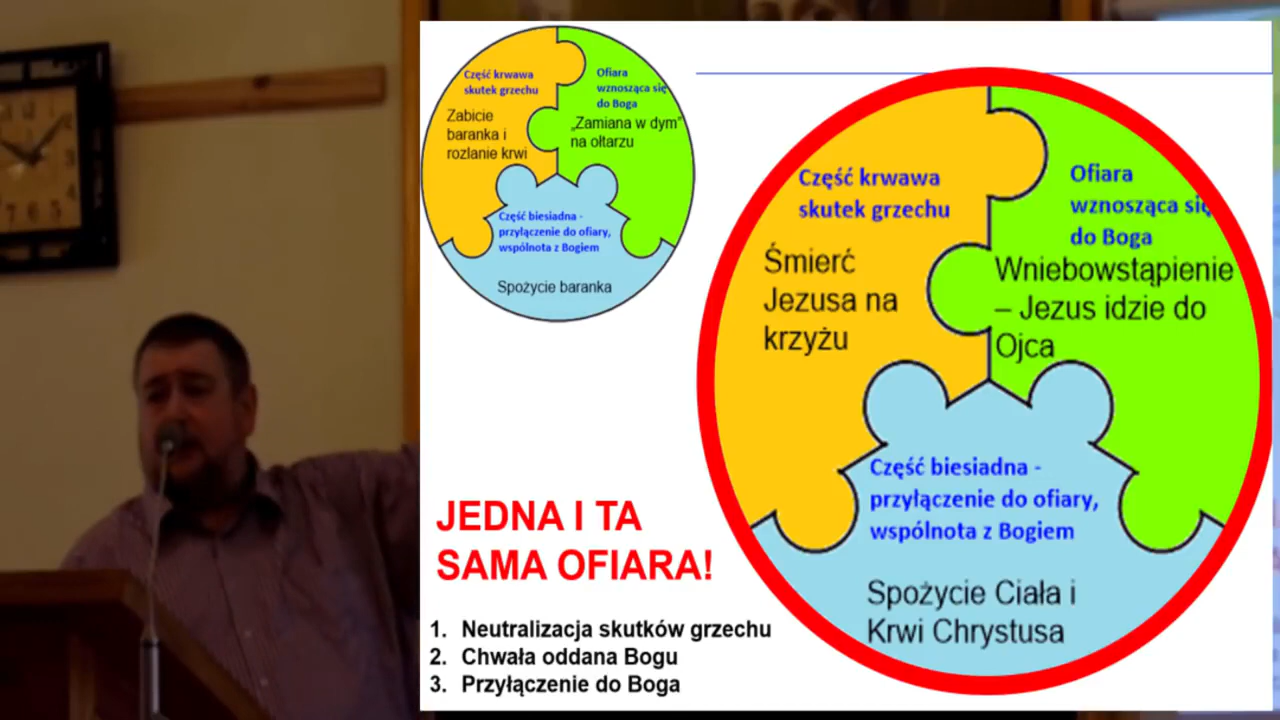 Część krwawa
skutek grzechu
Zabicie
baranka i
rozlanie krwi
Ofiara
wznosząca się
do Boga
„Zamiana w dym”
na ołtarzu
Część biesiadna -
przyłączenie do ofiary,
wspólnota z Bogiem
Spożycie baranka
Część krwawa
skutek grzechu
Śmierć
Jezusa na
krzyżu
Ofiara
wznosząca się
do Boga
Wniebowstąpienie
– Jezus idzie do
Ojca
Część biesiadna -
przyłączenie do ofiary,
wspólnota z Bogiem
Spożycie Ciała i
Krwi Chrystusa
JEDNA I TA
SAMA OFIARA!
1. Neutralizacja skutków grzechu
2. Chwała oddana Bogu
3. Przyłączenie do Boga